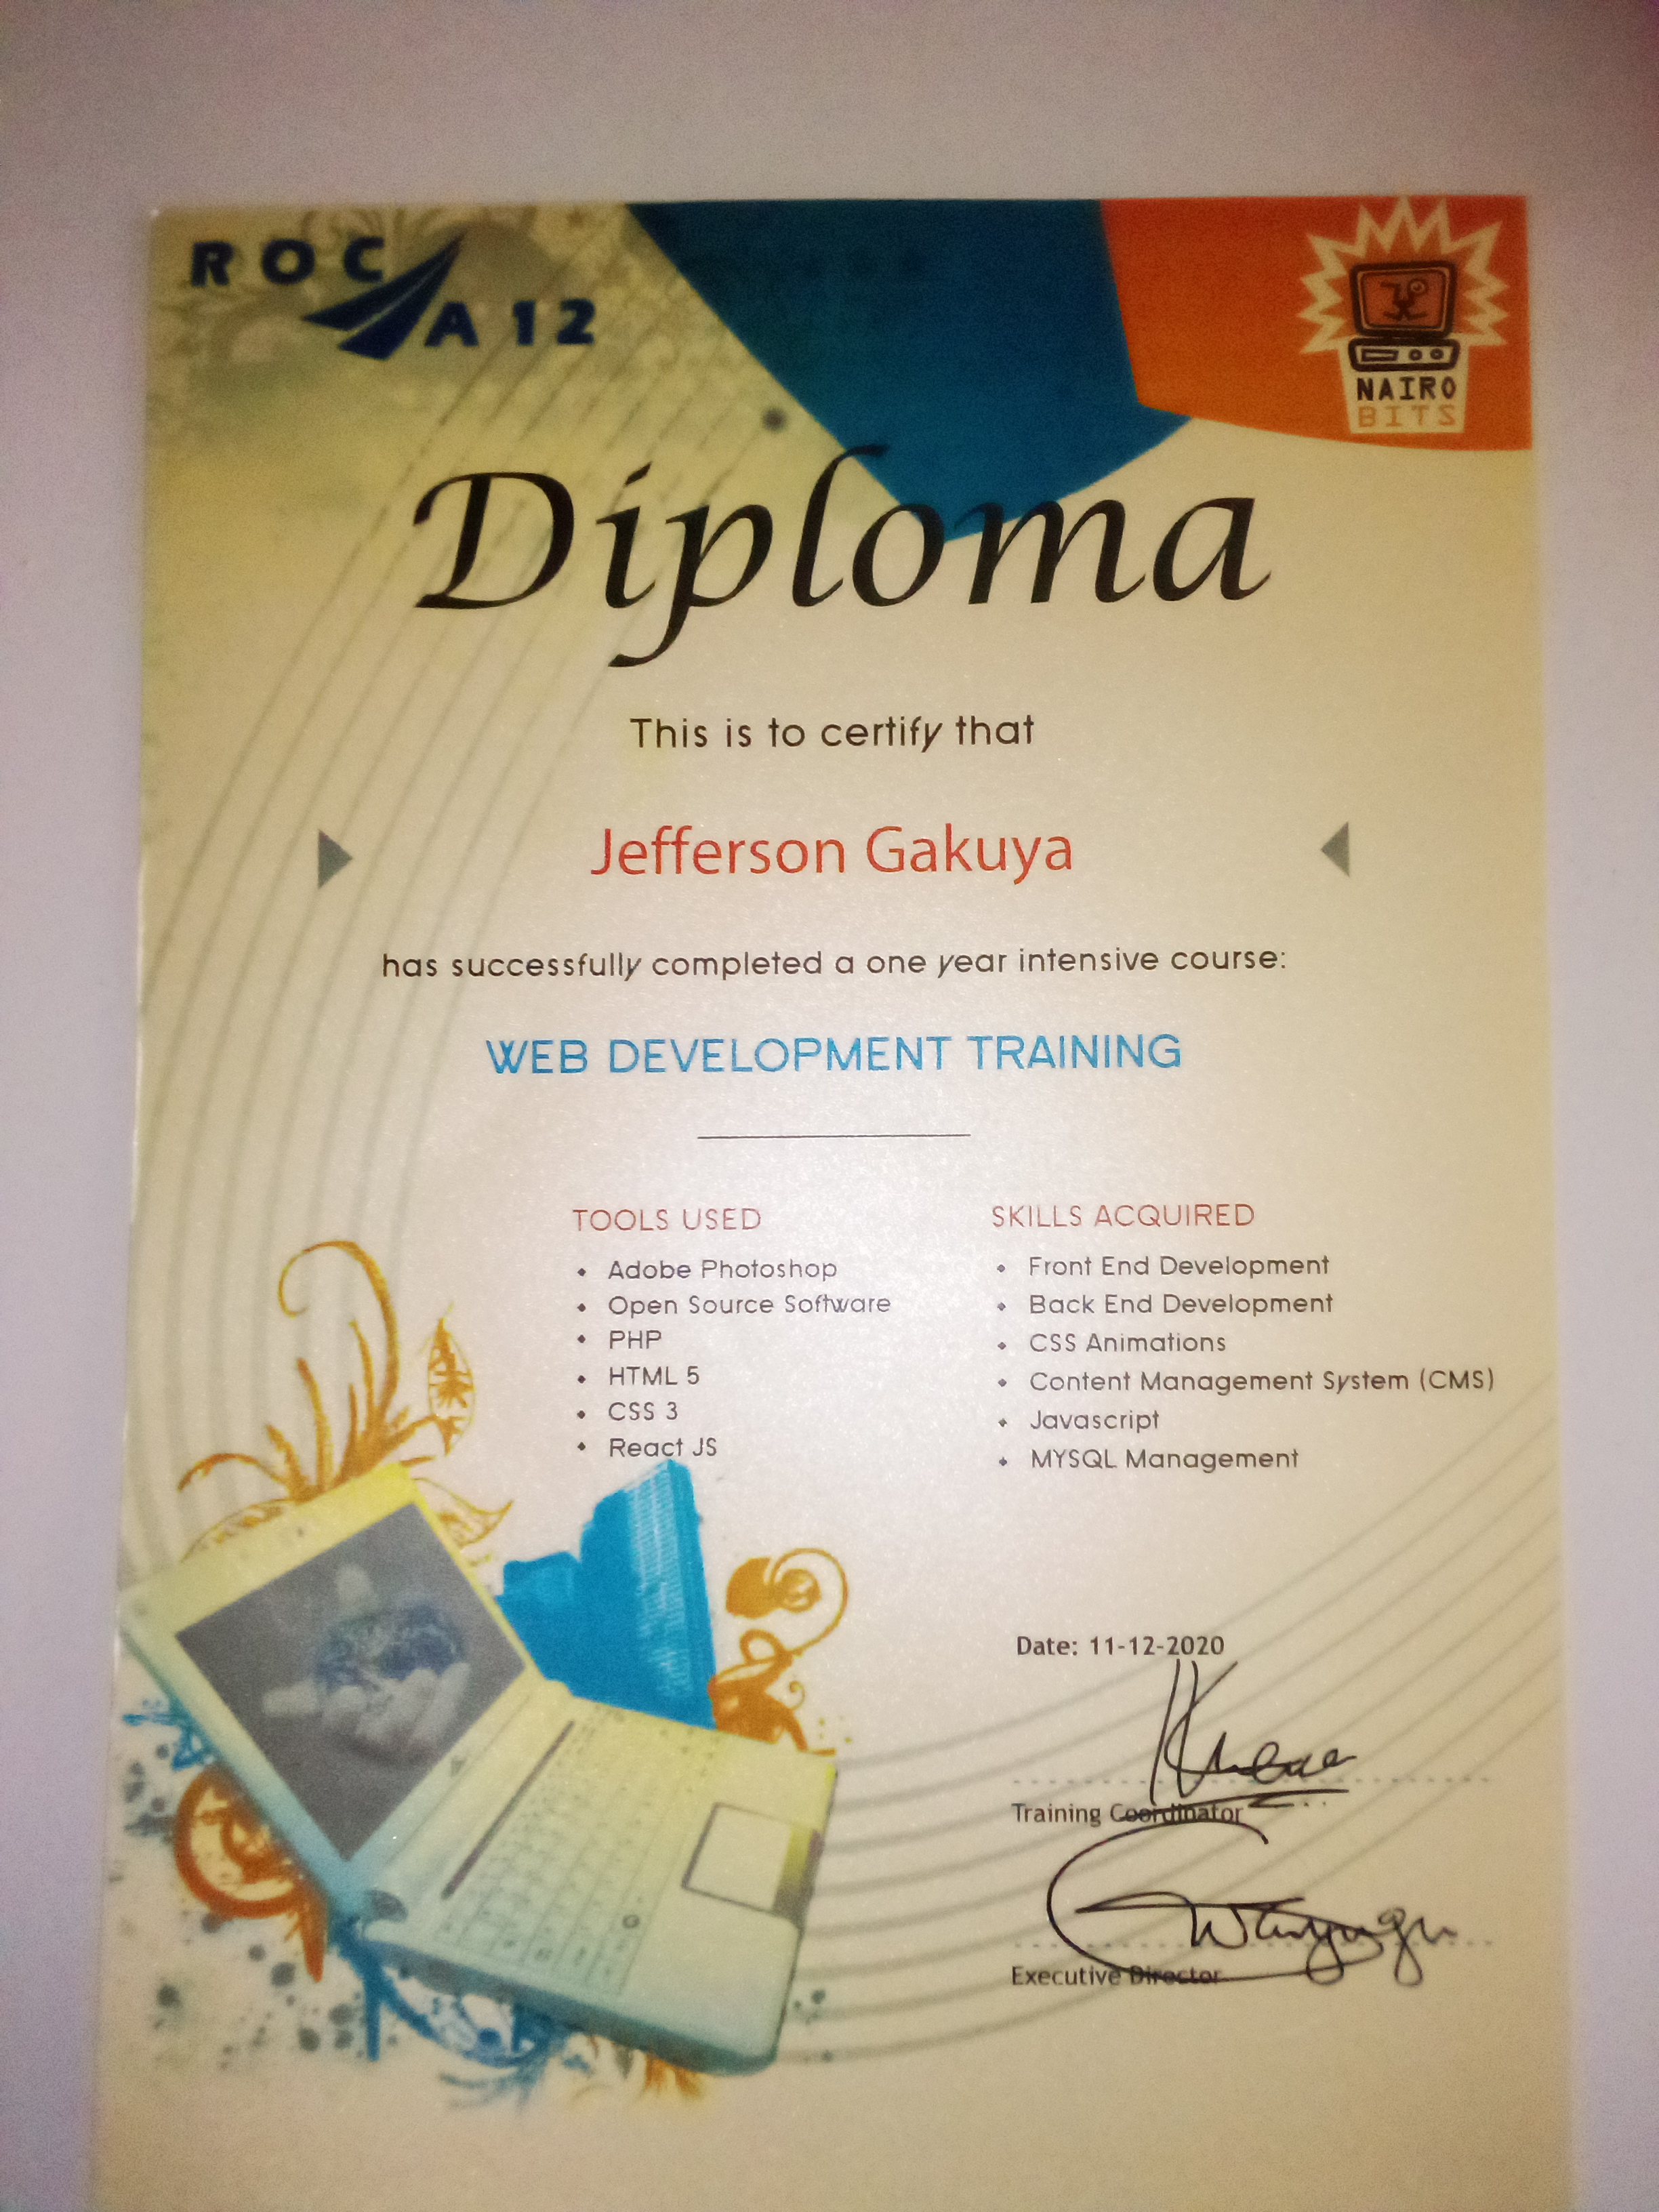 ROC
A 12
NAIRO
BITS
Diploma
This is to certify that
Jefferson Gakuya
has successfully completed a one year intensive course:
WEB DEVELOPMENT TRAINING
TOOLS USED
• Adobe Photoshop
• Open Source Software
• PHP
• HTML 5
• CSS 3
• React JS
SKILLS ACQUIRED
• Front End Development
• Back End Development
• CSS Animations
• Content Management System (CMS)
• Javascript
• MYSQL Management
Date: 11-12-2020
Training Coordinator
Executive Director